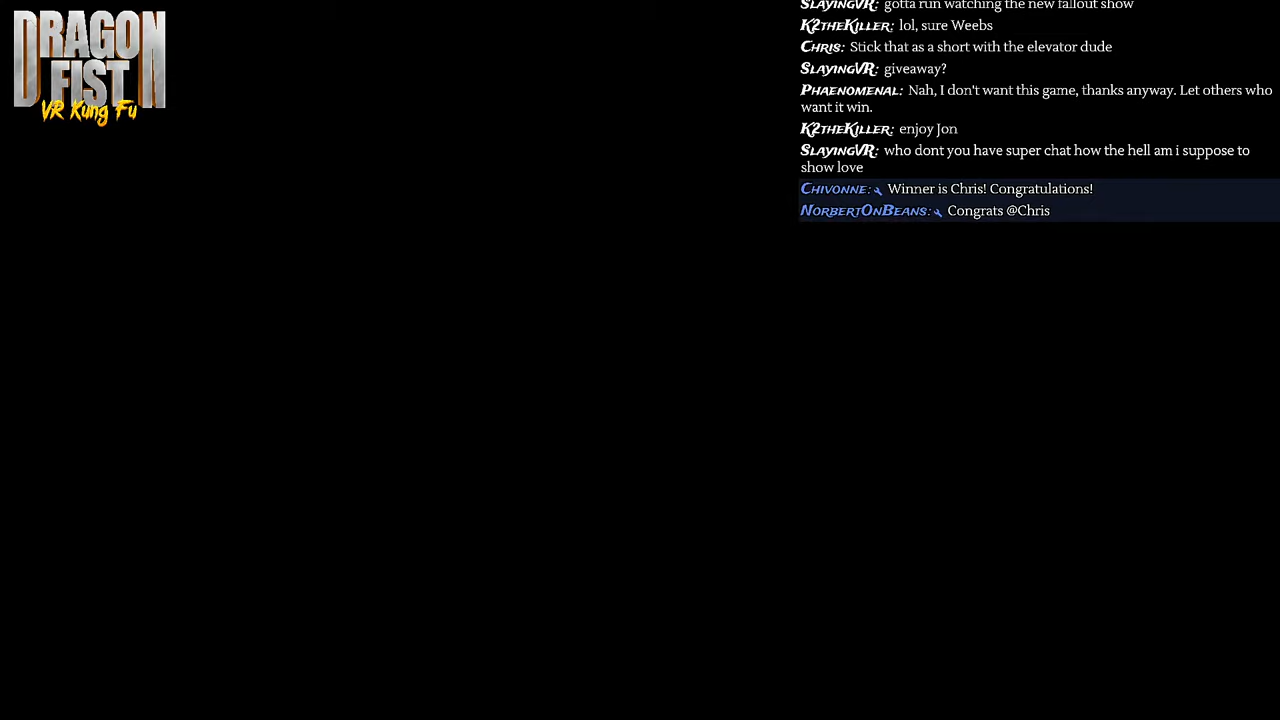 DRAGON
FIST
VR Kung Fu
SlayingVR: gotta run watching the new fallout show
K2theKiller: lol, sure Weebs
Chris: Stick that as a short with the elevator dude
SlayingVR: giveaway?
Phaenomenal: Nah, I don't want this game, thanks anyway. Let others who
want it win.
K2theKiller: enjoy Jon
SlayingVR: who dont you have super chat how the hell am i suppose to
show love
Chivonne: Winner is Chris! Congratulations!
NorbertOnBeans: Congrats @Chris